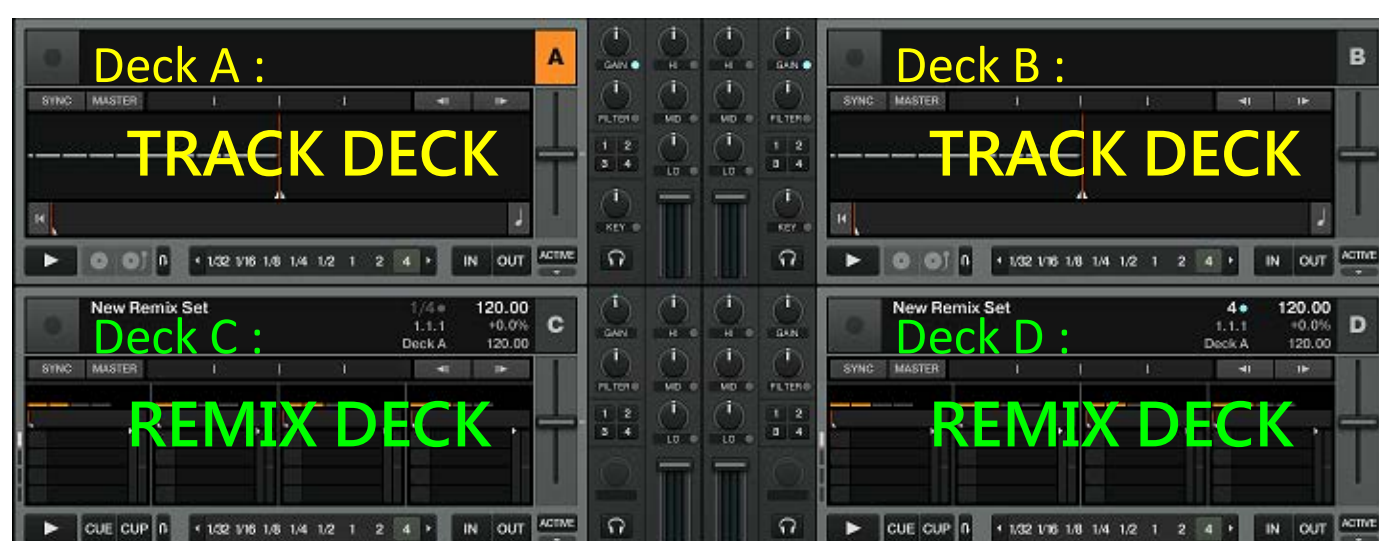 Deck A :
A
SYNC MASTER
TRACK DECK
1/32 1/16 1/8 1/4 1/2 1 2 4
IN OUT
ACTIVE
GAIN HI HI GAIN
FILTER MID MID FILTER
1 2
3 4
LO LO
1 2
3 4
KEY KEY
Deck B :
B
SYNC MASTER
TRACK DECK
1/32 1/16 1/8 1/4 1/2 1 2 4
IN OUT
ACTIVE
New Remix Set
1/4 120.00
1.1.1 +0.0%
Deck A 120.00
Deck C :
C
SYNC MASTER
REMIX DECK
CUE CUP
1/32 1/16 1/8 1/4 1/2 1 2 4
IN OUT
ACTIVE
GAIN HI HI GAIN
FILTER MID MID FILTER
1 2
3 4
LO LO
1 2
3 4
New Remix Set
4 120.00
1.1.1 +0.0%
Deck A 120.00
Deck D :
D
SYNC MASTER
REMIX DECK
CUE CUP
1/32 1/16 1/8 1/4 1/2 1 2 4
IN OUT
ACTIVE